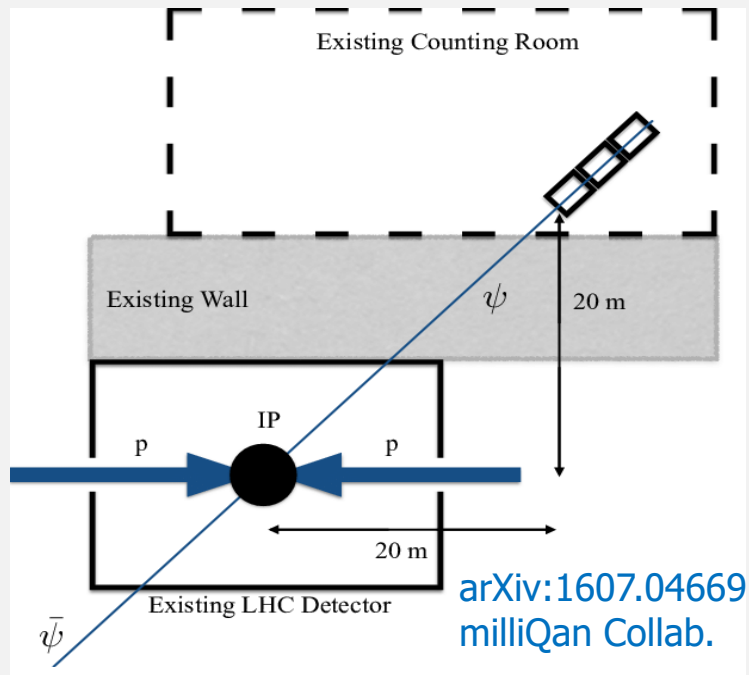 Existing Counting Room
Existing Wall
ψ
20 m
IP
p
p
20 m
Existing LHC Detector
ψ̄
arXiv:1607.04669
milliQan Collab.